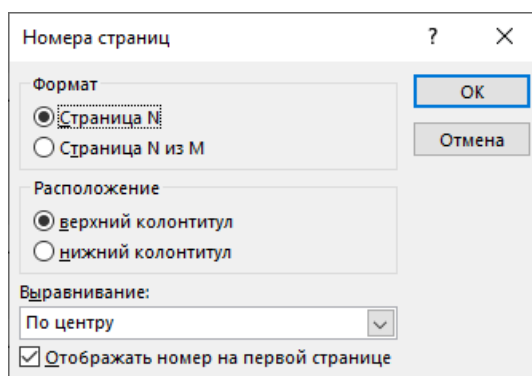 Номера страниц
?
Формат
Страница N
Страница N из M
OK
Отмена
Расположение
верхний колонтитул
нижний колонтитул
Выравнивание:
По центру
Отображать номер на первой странице